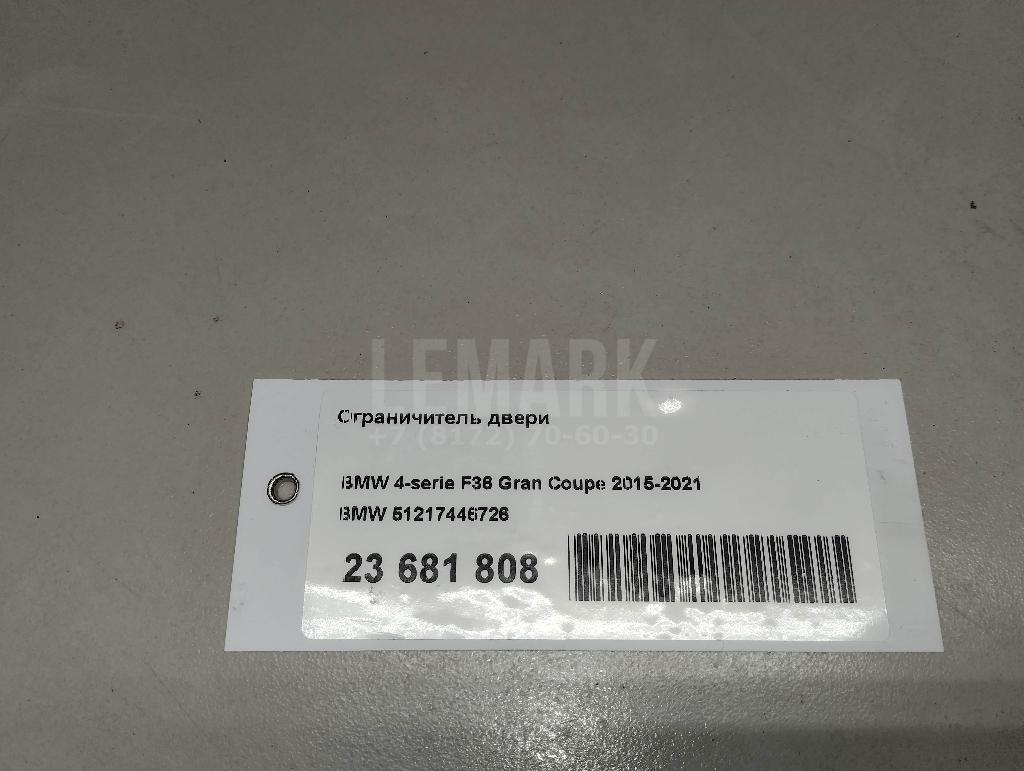 LEMARK
Ограничитель двери
+7 (8172) 70-60-30
BMW 4-serie F36 Gran Coupe 2015-2021
BMW 51217446726
23 681 808